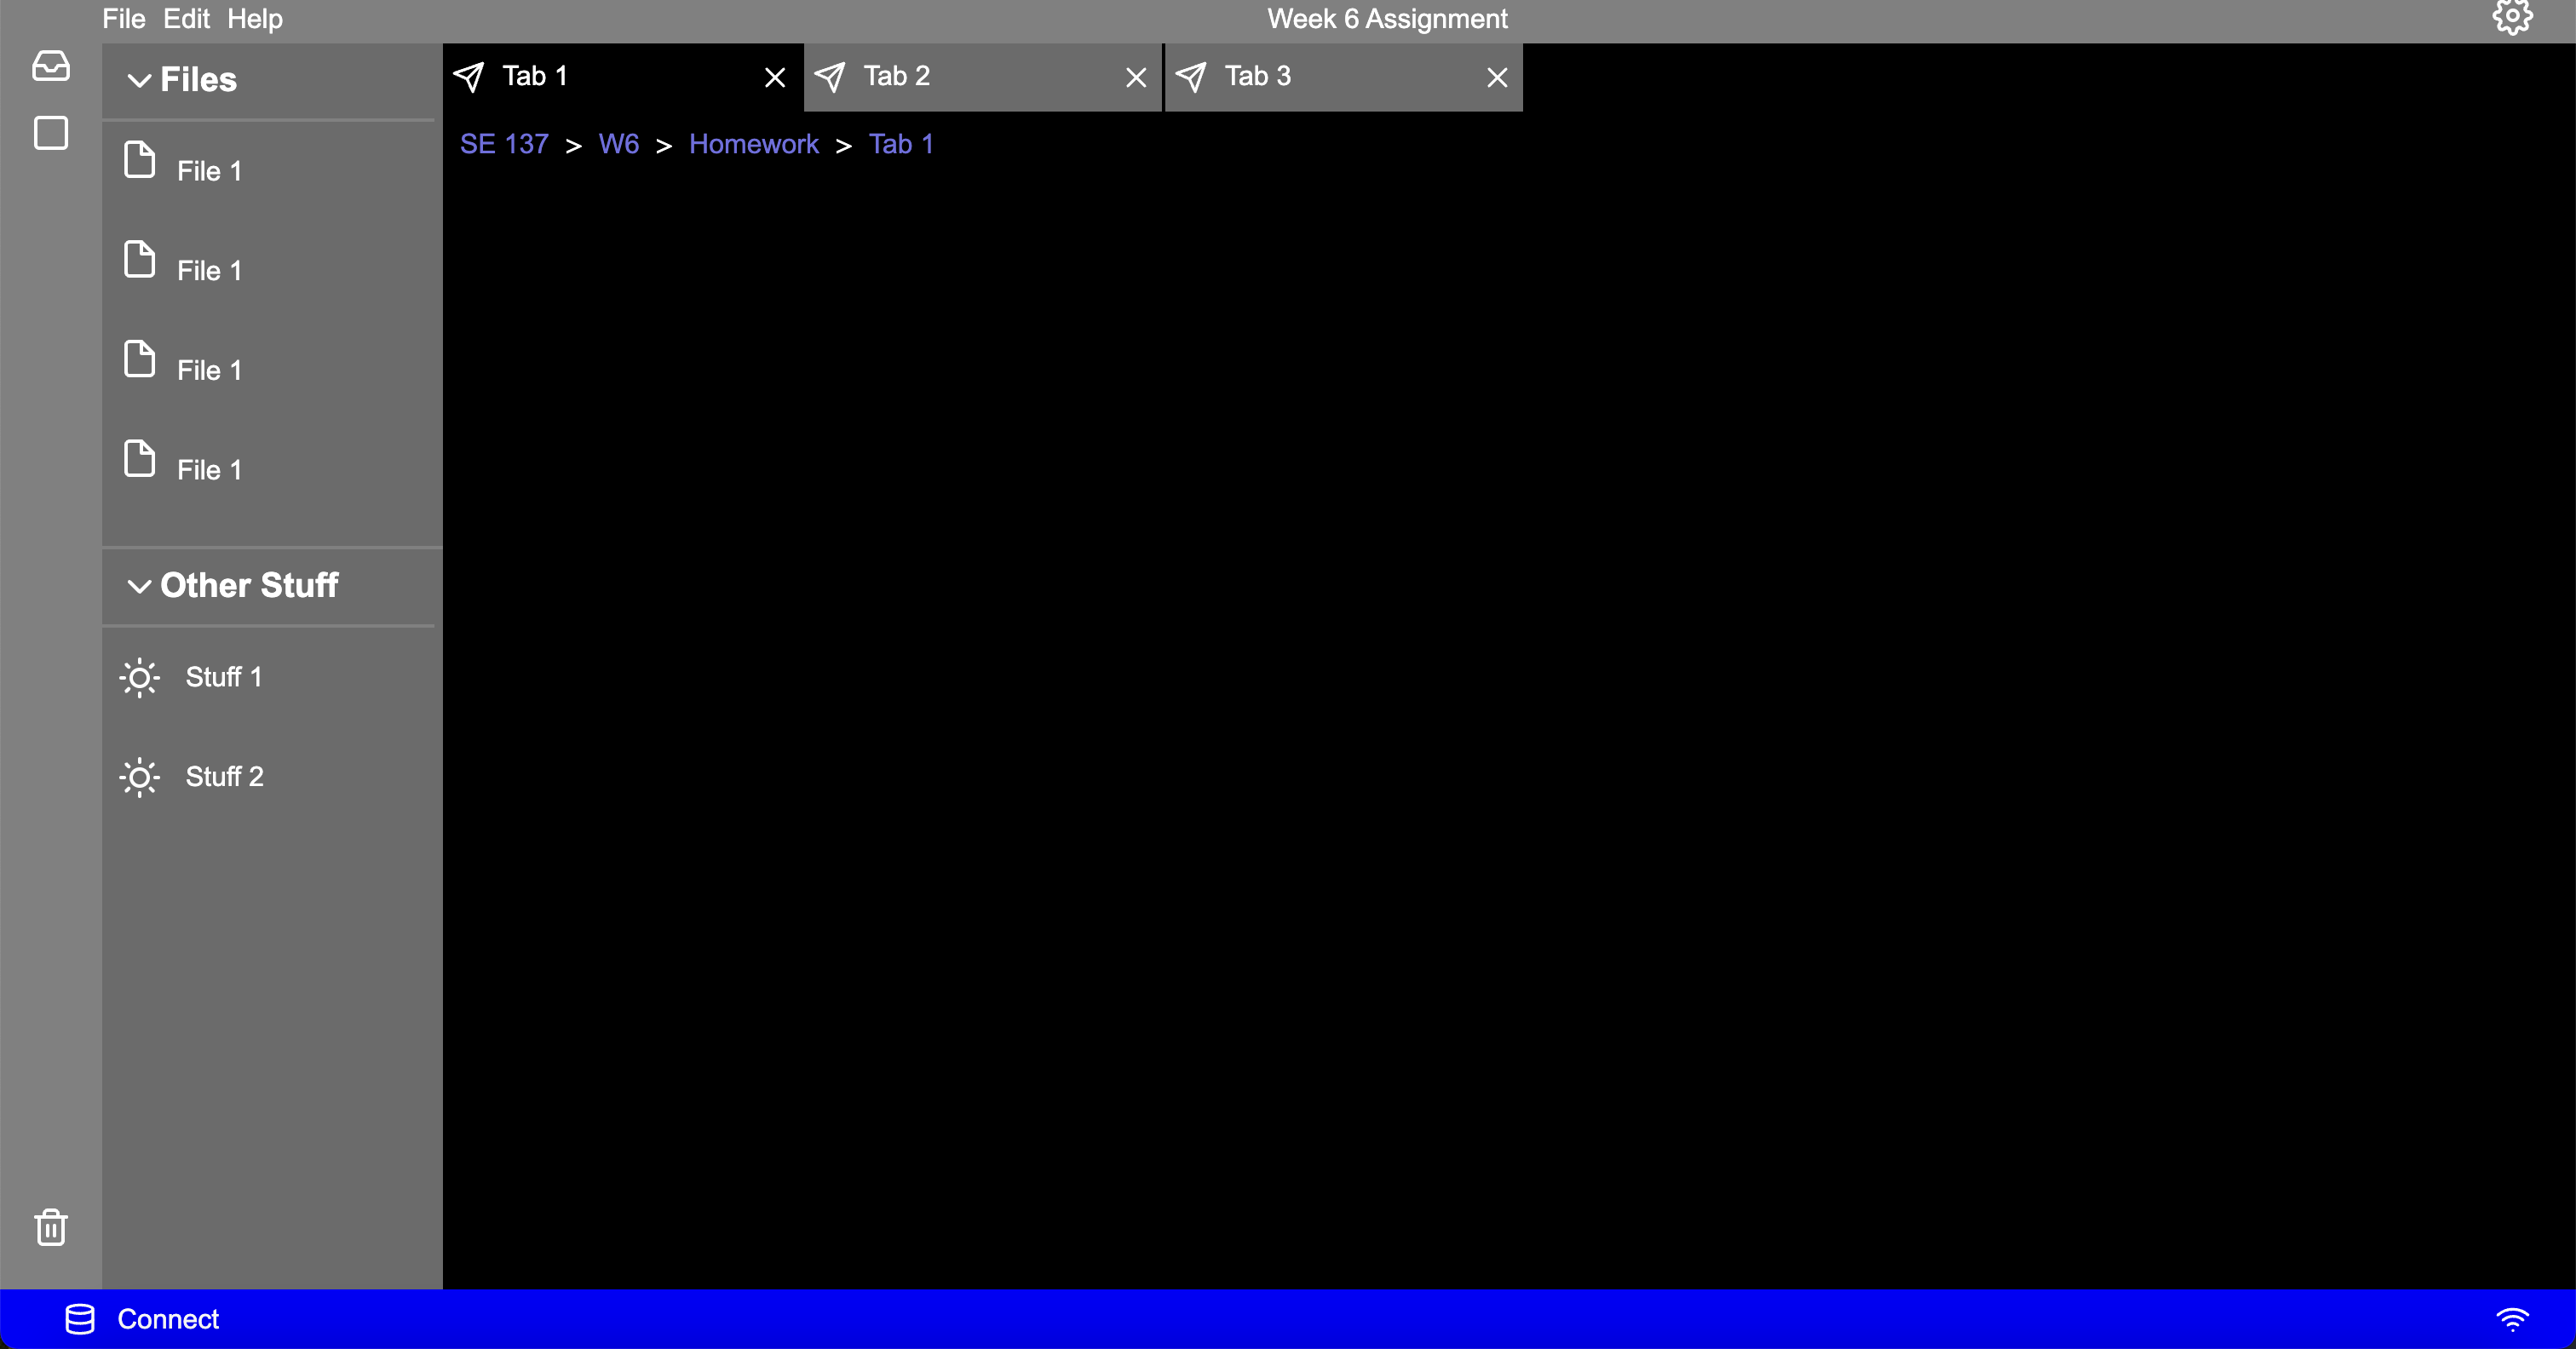 File Edit Help
Week 6 Assignment
Files
File 1
File 1
File 1
File 1
Other Stuff
Stuff 1
Stuff 2
Tab 1
Tab 2
Tab 3
SE 137 > W6 > Homework > Tab 1
Connect